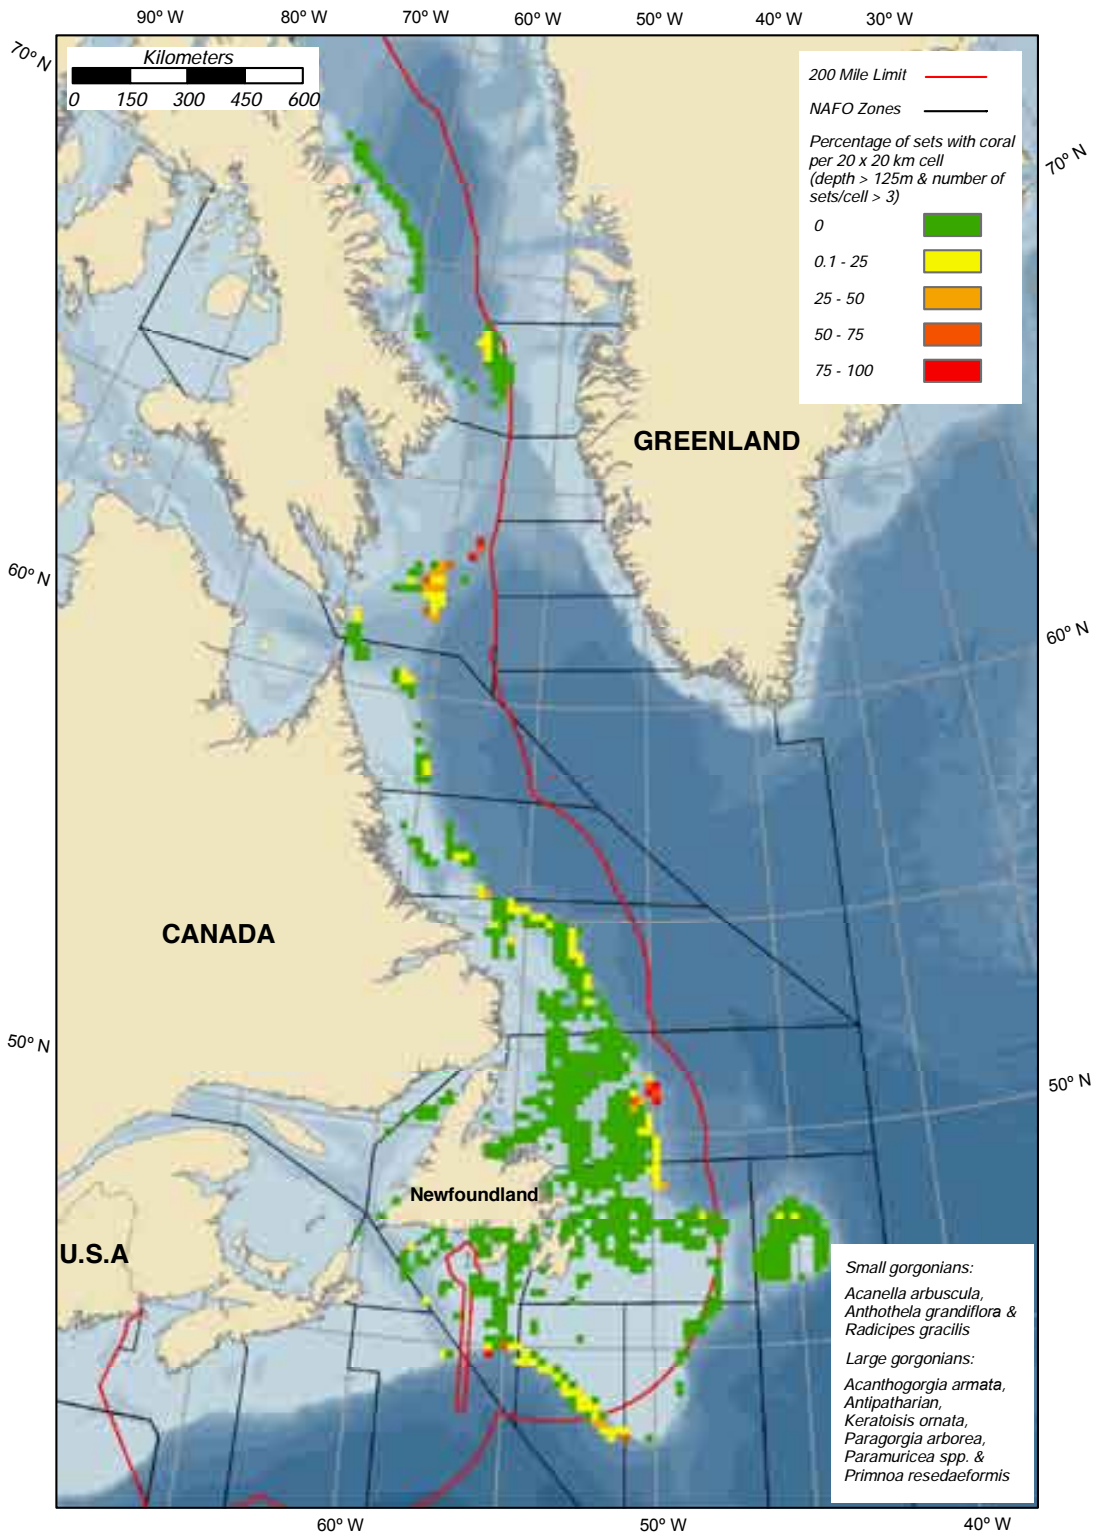 90° W 80° W 70° W 60° W 50° W 40° W 30° W
70° N
Kilometers
0 150 300 450 600
200 Mile Limit
NAFO Zones
Percentage of sets with coral
per 20 x 20 km cell
(depth > 125m & number of
sets/cell > 3)
0
0.1 - 25
25 - 50
50 - 75
75 - 100
70° N
GREENLAND
60° N
60° N
CANADA
50° N
50° N
Newfoundland
U.S.A
Small gorgonians:
Acanella arbuscula,
Anthothela grandiflora &
Radicipes gracilis
Large gorgonians:
Acanthogorgia armata,
Antipatharian,
Keratoisis ornata,
Paragorgia arborea,
Paramuricea spp. &
Primnoa resedaeformis
60° W 50° W 40° W